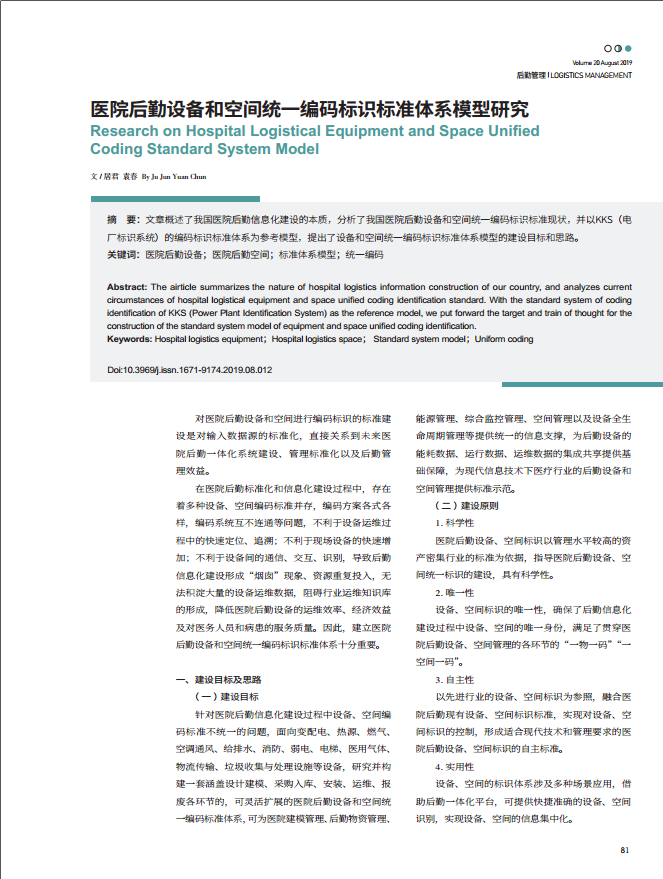 Volume 20 August 2019
后勤管理 | LOGISTICS MANAGEMENT
医院后勤设备和空间统一编码标识标准体系模型研究
Research on Hospital Logistical Equipment and Space Unified
Coding Standard System Model
文 / 居君 袁春 By Ju Jun Yuan Chun
摘 要：文章概述了我国医院后勤信息化建设的本质，分析了我国医院后勤设备和空间统一编码标识标准现状，并以KKS（电
厂标识系统）的编码标识标准体系为参考模型，提出了设备和空间统一编码标识标准体系模型的建设目标和思路。
关键词：医院后勤设备；医院后勤空间；标准体系模型；统一编码
Abstract: The airticle summarizes the nature of hospital logistics information construction of our country, and analyzes current
circumstances of hospital logistical equipment and space unified coding identification standard. With the standard system of coding
identification of KKS (Power Plant Identification System) as the reference model, we put forward the target and train of thought for the
construction of the standard system model of equipment and space unified coding identification.
Keywords: Hospital logistics equipment；Hospital logistics space； Standard system model；Uniform coding
Doi:10.3969/j.issn.1671-9174.2019.08.012
对医院后勤设备和空间进行编码标识的标准建
设是对输入数据源的标准化，直接关系到未来医
院后勤一体化系统建设、管理标准化以及后勤管
理效益。
在医院后勤标准化和信息化建设过程中，存在
着多种设备、空间编码标准并存，编码方案各式各
样，编码系统互不连通等问题，不利于设备运维过
程中的快速定位、追溯；不利于现场设备的快速增
加；不利于设备间的通信、交互、识别，导致后勤
信息化建设形成“烟囱”现象、资源重复投入，无
法积淀大量的设备运维数据，阻碍行业运维知识库
的形成，降低医院后勤设备的运维效率、经济效益
及对医务人员和病患的服务质量。因此，建立医院
后勤设备和空间统一编码标识标准体系十分重要。
一、建设目标及思路
（一）建设目标
针对医院后勤信息化建设过程中设备、空间编
码标准不统一的问题，面向变配电、热源、燃气、
空调通风、给排水、消防、弱电、电梯、医用气体、
物流传输、垃圾收集与处理设施等设备，研究并构
建一套涵盖设计建模、采购入库、安装、运维、报
废各环节的，可灵活扩展的医院后勤设备和空间统
一编码标准体系，可为医院建模管理、后勤物资管理、
能源管理、综合监控管理、空间管理以及设备全生
命周期管理等提供统一的信息支撑，为后勤设备的
能耗数据、运行数据、运维数据的集成共享提供基
础保障，为现代信息技术下医疗行业的后勤设备和
空间管理提供标准示范。
（二）建设原则
1. 科学性
医院后勤设备、空间标识以管理水平较高的资
产密集行业的标准为依据，指导医院后勤设备、空
间统一标识的建设，具有科学性。
2. 唯一性
设备、空间标识的唯一性，确保了后勤信息化
建设过程中设备、空间的唯一身份，满足了贯穿医
院后勤设备、空间管理的各环节的“一物一码”“一
空间一码”。
3. 自主性
以先进行业的设备、空间标识为参照，融合医
院后勤现有设备、空间标识标准，实现对设备、空
间标识的控制，形成适合现代技术和管理要求的医
院后勤设备、空间标识的自主标准。
4. 实用性
设备、空间的标识体系涉及多种场景应用，借
助后勤一体化平台，可提供快捷准确的设备、空间
识别，实现设备、空间的信息集中化。
81